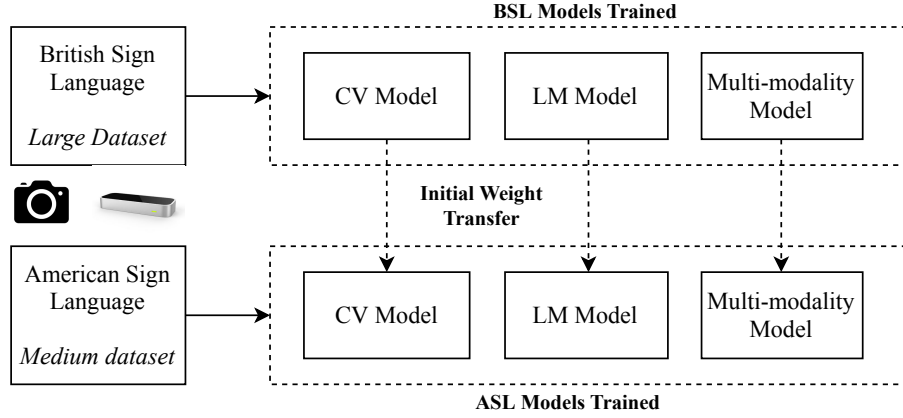 BSL Models Trained
British Sign
Language
Large Dataset
CV Model
LM Model
Multi-modality
Model
Initial Weight
Transfer
American Sign
Language
Medium dataset
CV Model
LM Model
Multi-modality
Model
ASL Models Trained